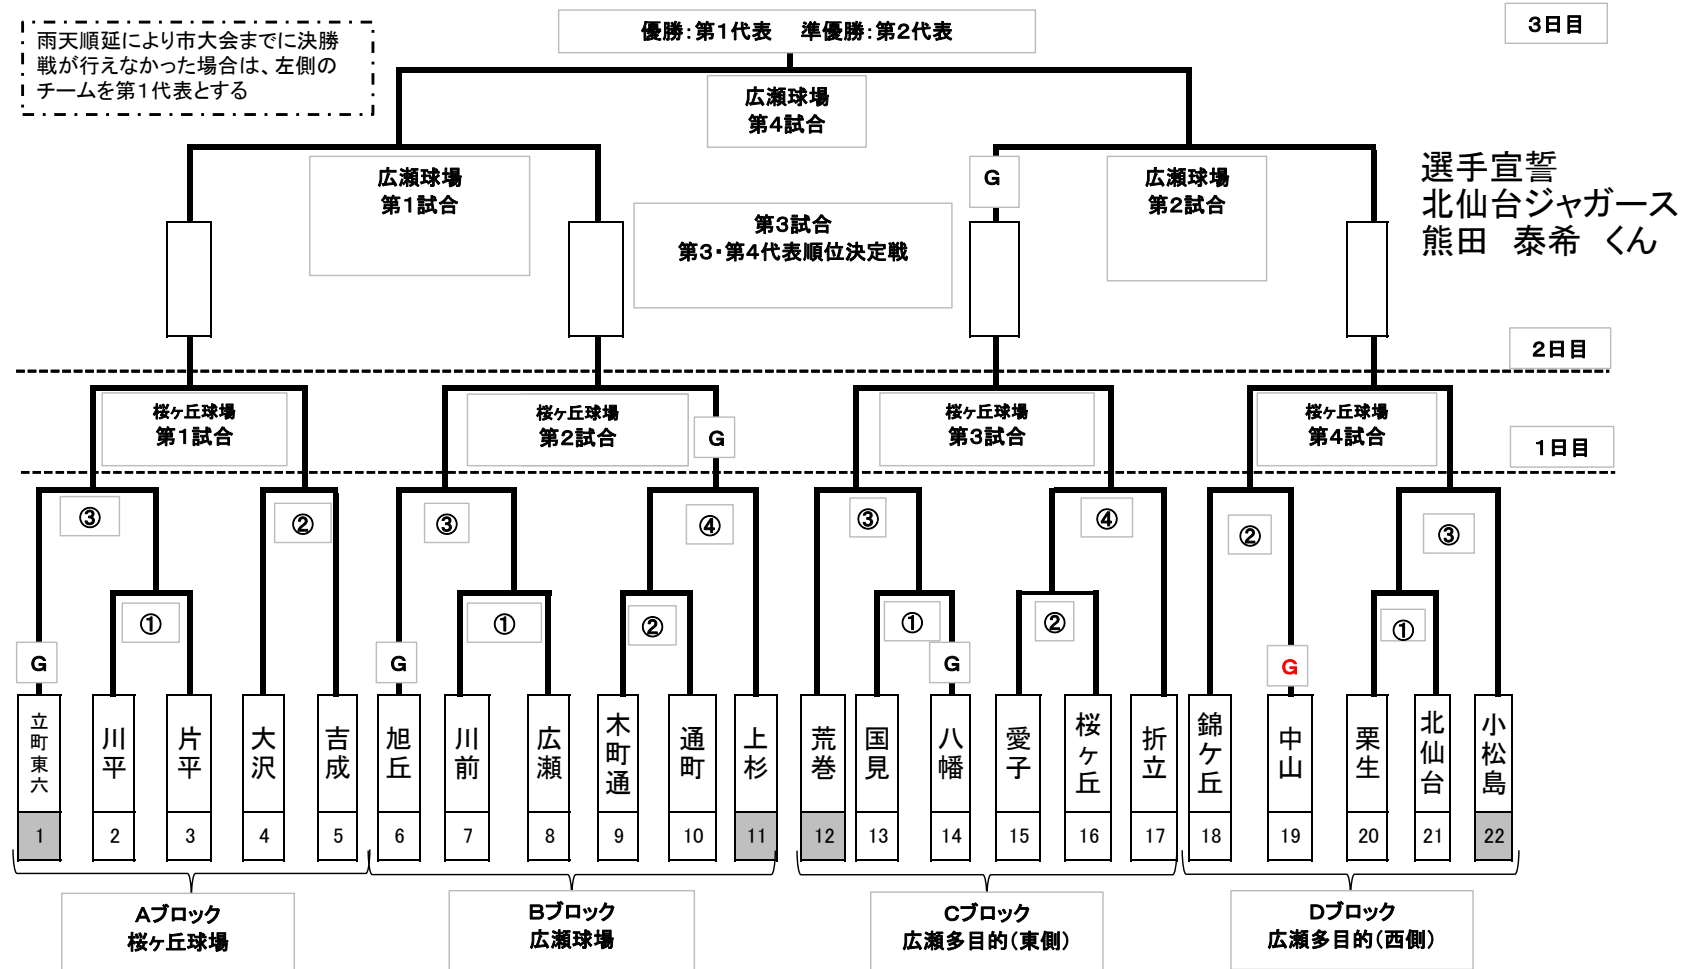 雨天順延により市大会までに決勝
戦が行えなかった場合は、左側の
チームを第1代表とする
優勝:第1代表　準優勝:第2代表
3日目
広瀬球場
第4試合
広瀬球場
第1試合
G
広瀬球場
第2試合
選手宣誓
北仙台ジャガース
熊田　泰希　くん
第3試合
第3・第4代表順位決定戦
2日目
桜ヶ丘球場
第1試合
桜ヶ丘球場
第2試合
G
桜ヶ丘球場
第3試合
桜ヶ丘球場
第4試合
1日目
③
②
③
④
③
④
②
③
①
①
②
①
②
①
G
G
G
G
立町東六
川平
片平
大沢
吉成
旭丘
川前
広瀬
木町通
通町
上杉
荒巻
国見
八幡
愛子
桜ヶ丘
折立
錦ケ丘
中山
栗生
北仙台
小松島
1
2
3
4
5
6
7
8
9
10
11
12
13
14
15
16
17
18
19
20
21
22
Aブロック
桜ヶ丘球場
Bブロック
広瀬球場
Cブロック
広瀬多目的(東側)
Dブロック
広瀬多目的(西側)